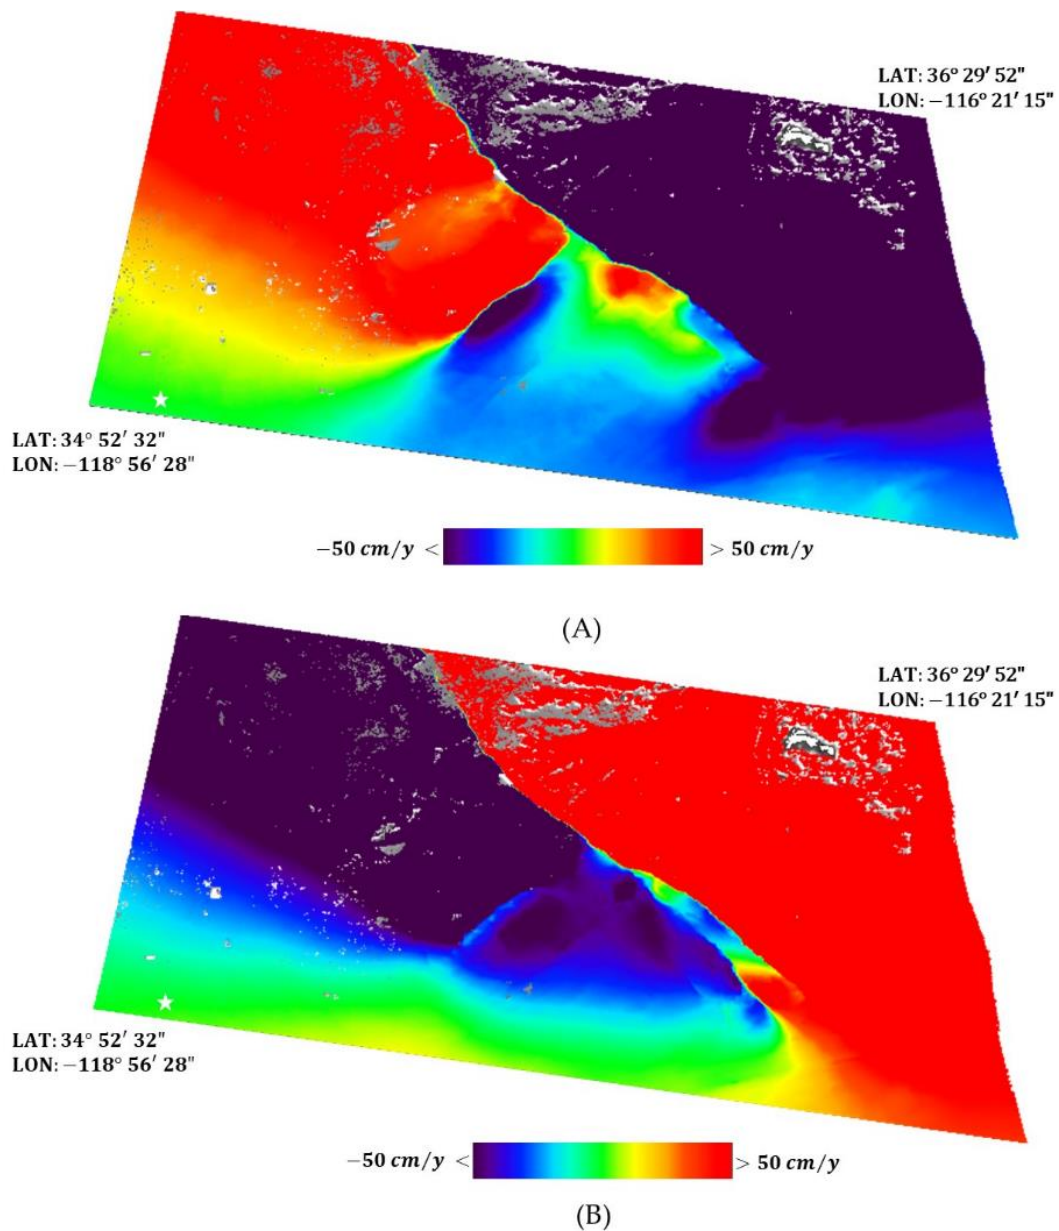 LAT: 36° 29′ 52"
LON: −116° 21′ 15"
LAT: 34° 52′ 32"
LON: −118° 56′ 28"
−50 cm/y < > 50 cm/y
(A)
LAT: 36° 29′ 52"
LON: −116° 21′ 15"
LAT: 34° 52′ 32"
LON: −118° 56′ 28"
−50 cm/y < > 50 cm/y
(B)